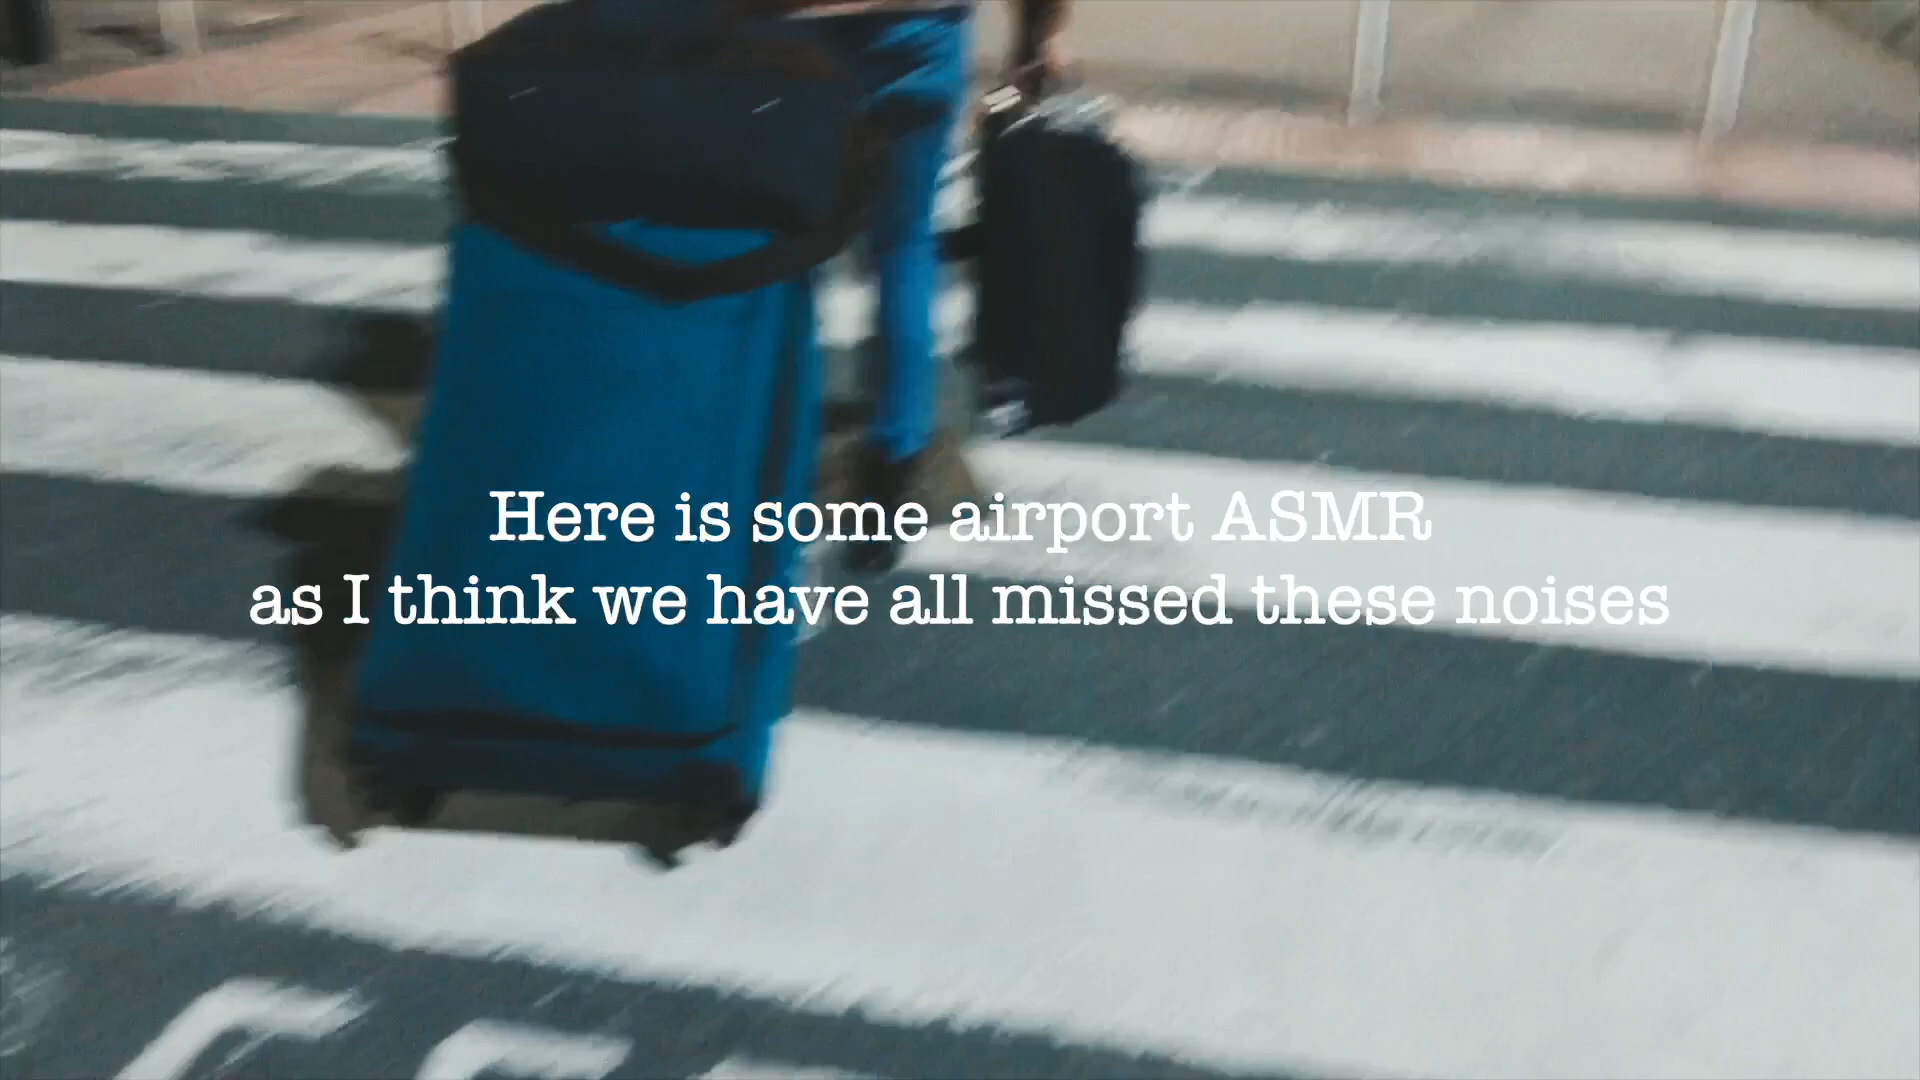 Here is some airport ASMR
as I think we have all missed these noises